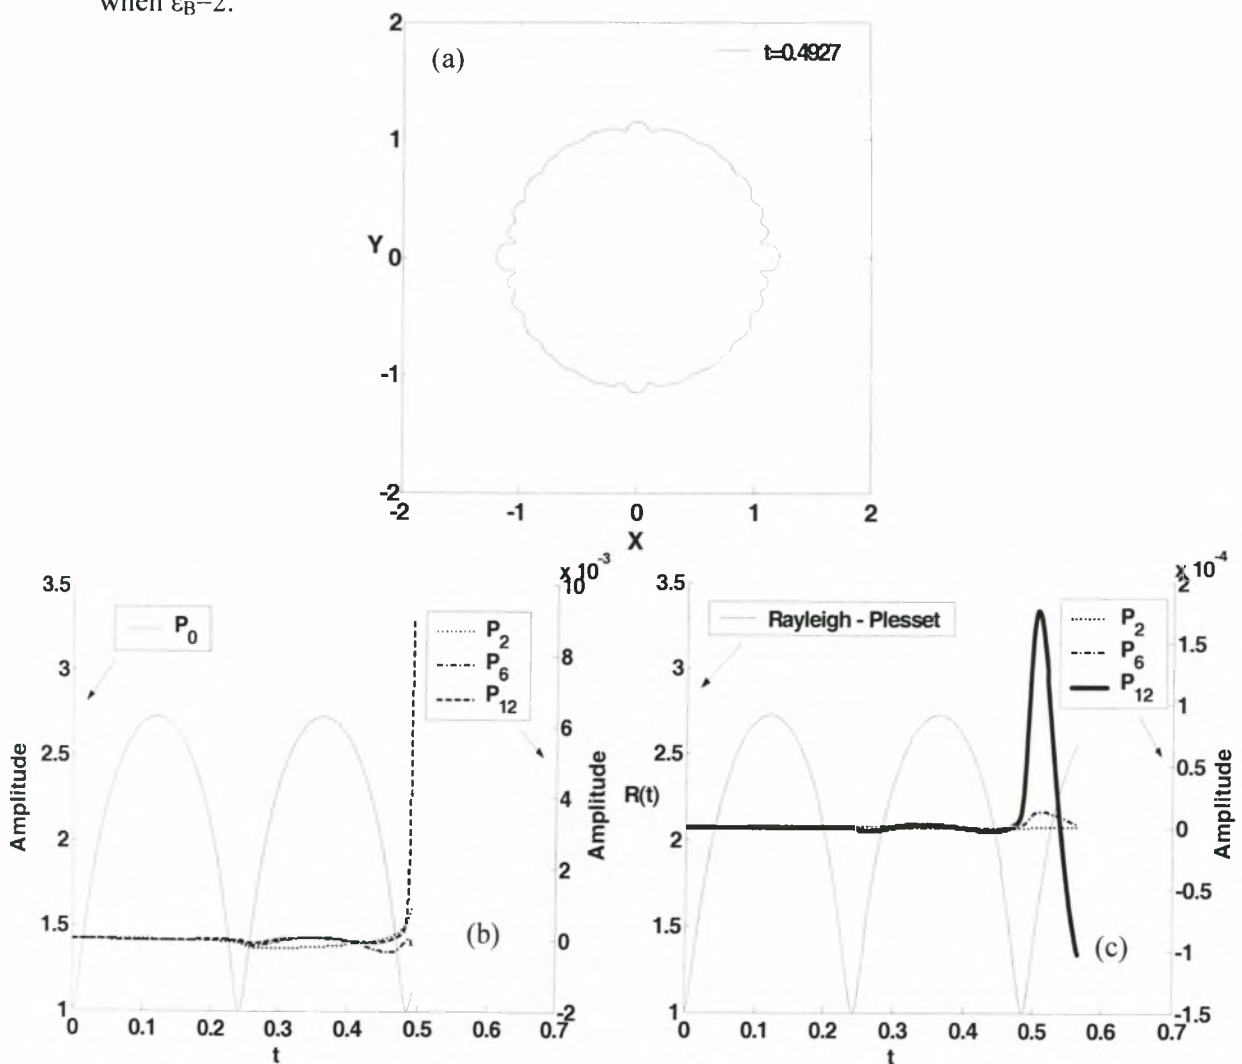 when εB=2.
(a)
t=0.4927
2
1
Y 0
-1
-2
-2 -1 0 1 2
X
x 10-3
3.5
P0
P2
P6
P12
8
3
6
2.5
4
Amplitude
2
2
Amplitude
1.5
0
(b)
1
-2
0 0.1 0.2 0.3 0.4 0.5 0.6 0.7
t
x 10-4
3.5
2
Rayleigh - Plesset
P2
P6
P12
1.5
3
1
2.5
0.5
R(t)
2
0
Amplitude
-0.5
1.5
(c)
-1
1
-1.5
0 0.1 0.2 0.3 0.4 0.5 0.6 0.7
t